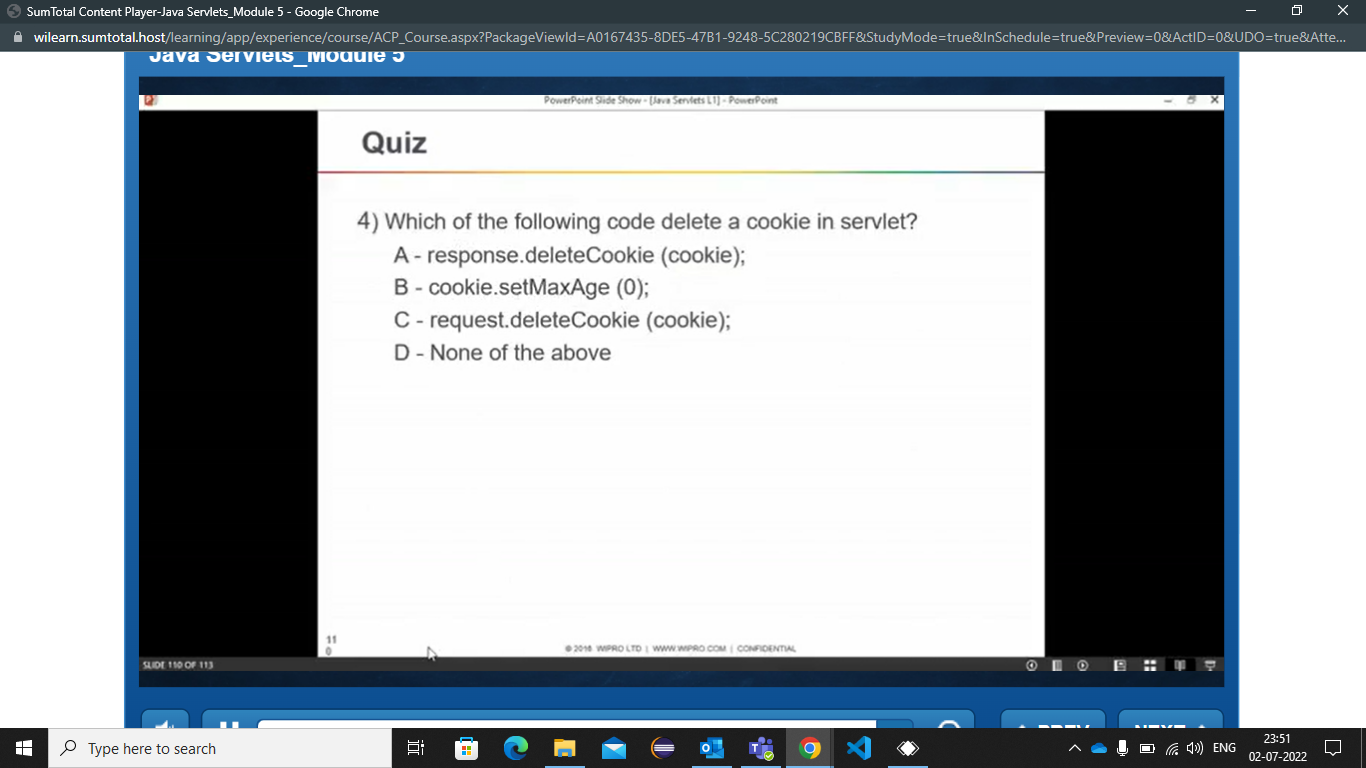 SumTotal Content Player-Java Servlets_Module 5 - Google Chrome
wilearn.sumtotal.host/learning/app/experience/course/ACP_Course.aspx?PackageViewId=A0167435-8DE5-47B1-9248-5C280219CBFF&StudyMode=true&InSchedule=true&Preview=0&ActID=0&UDO=true&Atte...
Java Servlets_Module 5
PowerPoint Slide Show - [Java Servlets L1] - PowerPoint
Quiz
4) Which of the following code delete a cookie in servlet?
A - response.deleteCookie (cookie);
B - cookie.setMaxAge (0);
C - request.deleteCookie (cookie);
D - None of the above
11
0
© 2016 WIPRO LTD | WWW.WIPRO.COM | CONFIDENTIAL
SLIDE 110 OF 113
PREV
NEXT
Type here to search
ENG
23:51
02-07-2022